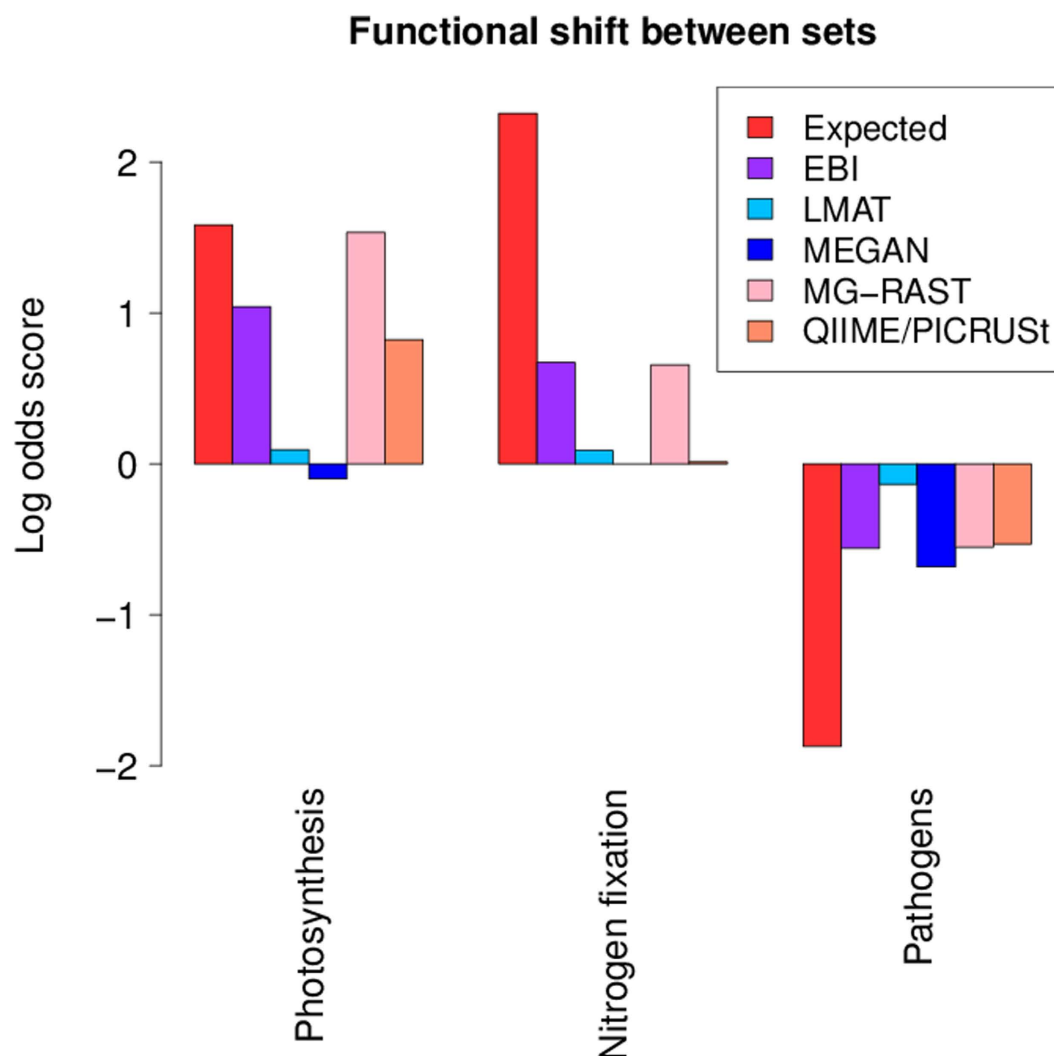 Functional shift between sets
Expected
EBI
LMAT
MEGAN
MG−RAST
QIIME/PICRUSt
Log odds score
2
1
0
−1
−2
Photosynthesis
Nitrogen fixation
Pathogens